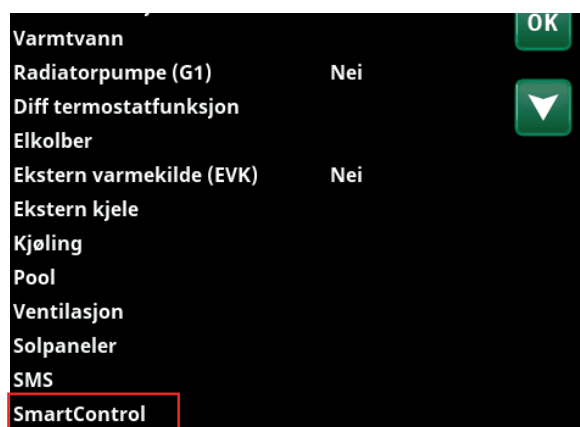 OK
Varmtvann
Radiatorpumpe (G1) Nei
Diff termostatfunksjon
Elkolber
Ekstern varmekilde (EVK) Nei
Ekstern kjele
Kjøling
Pool
Ventilasjon
Solpaneler
SMS
SmartControl